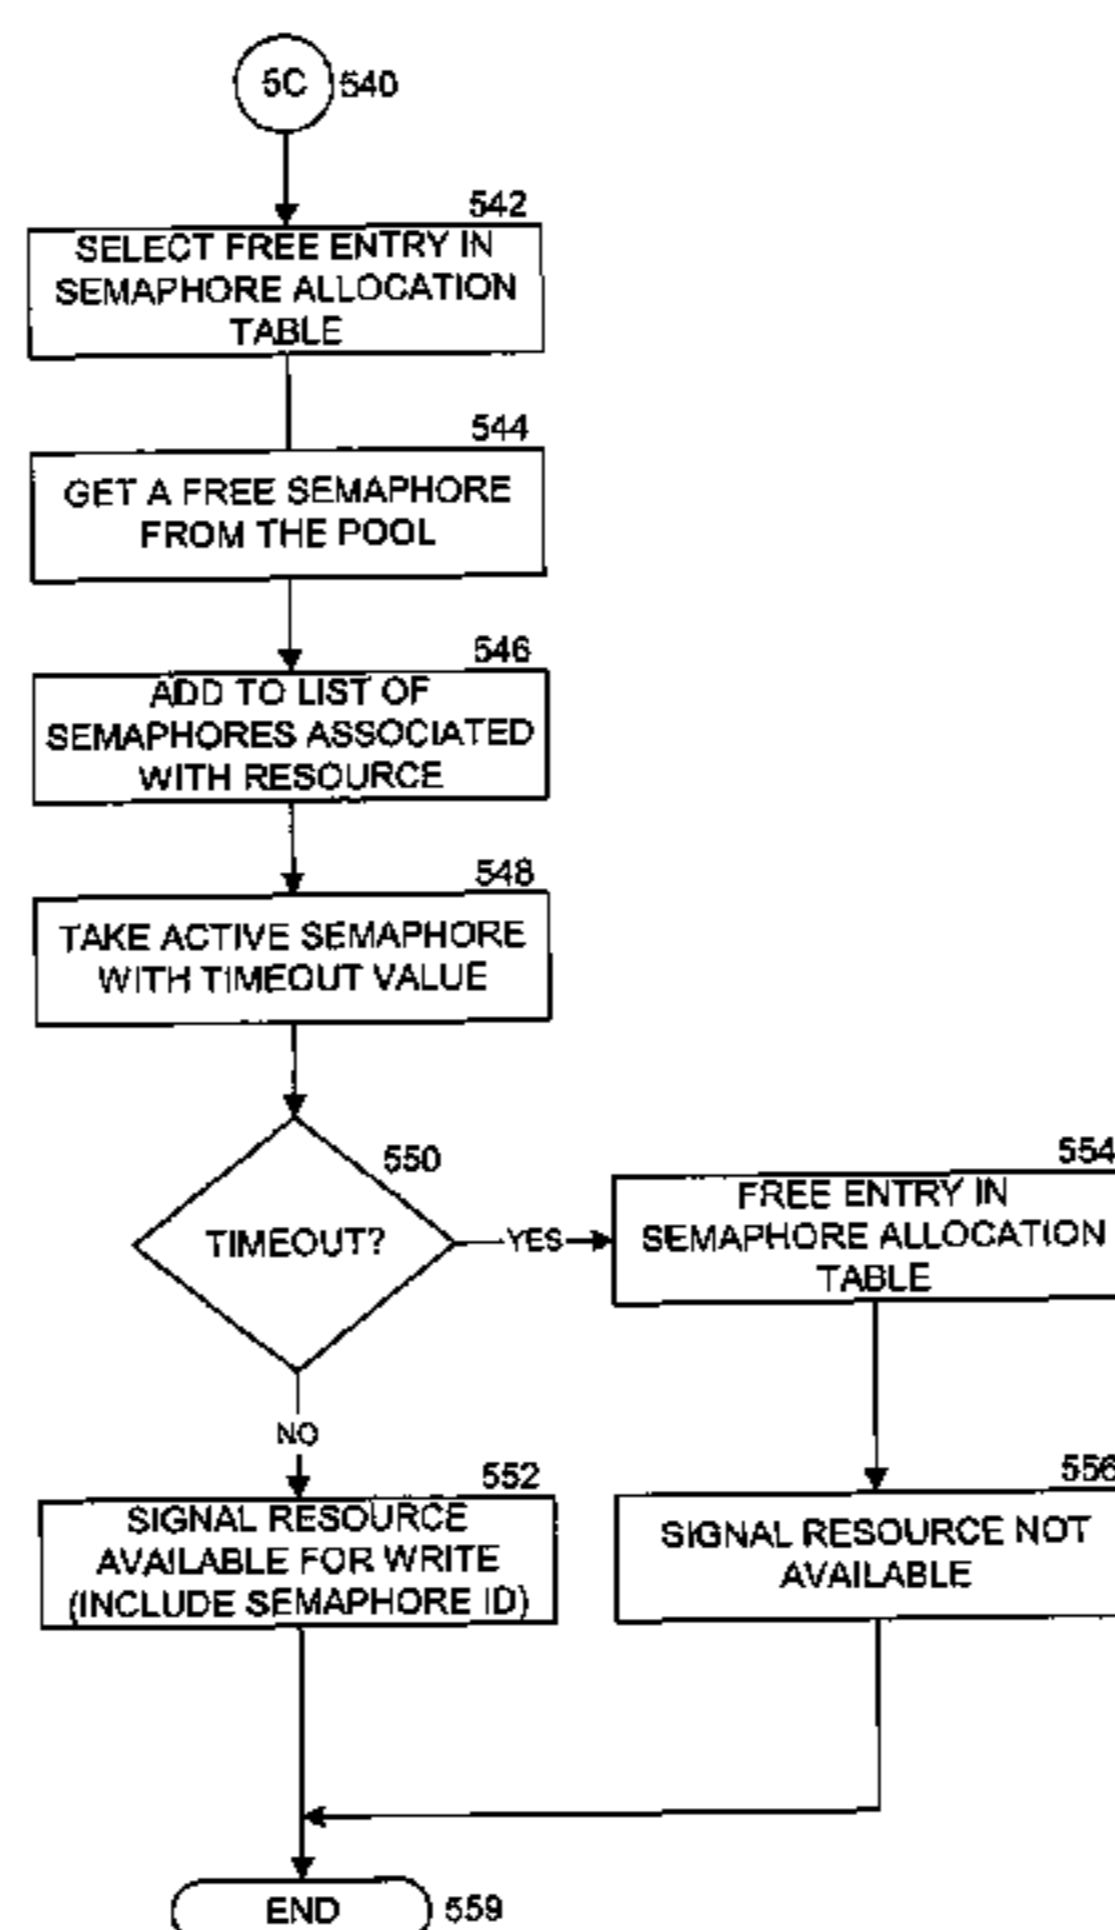 5C 540
542
SELECT FREE ENTRY IN
SEMAPHORE ALLOCATION
TABLE
544
GET A FREE SEMAPHORE
FROM THE POOL
546
ADD TO LIST OF
SEMAPHORES ASSOCIATED
WITH RESOURCE
548
TAKE ACTIVE SEMAPHORE
WITH TIMEOUT VALUE
550
TIMEOUT?
YES
554
FREE ENTRY IN
SEMAPHORE ALLOCATION
TABLE
NO
552
SIGNAL RESOURCE
AVAILABLE FOR WRITE
(INCLUDE SEMAPHORE ID)
556
SIGNAL RESOURCE NOT
AVAILABLE
END 559